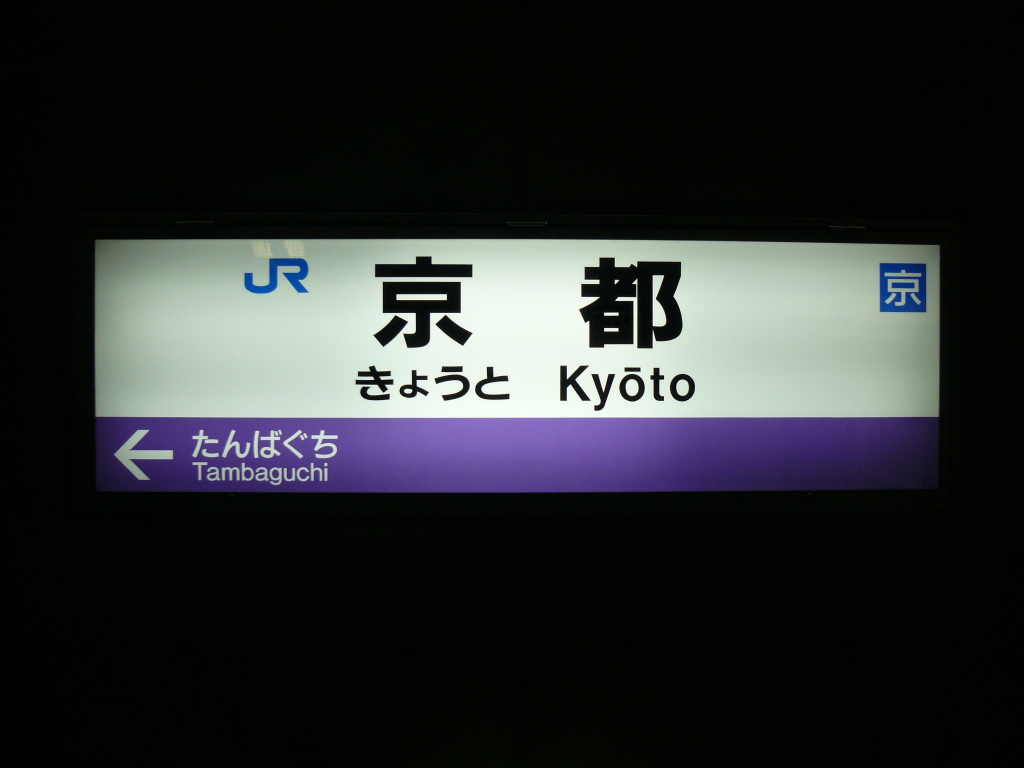 JR
京都
京
きょうと Kyōto
たんばぐち
Tambaguchi